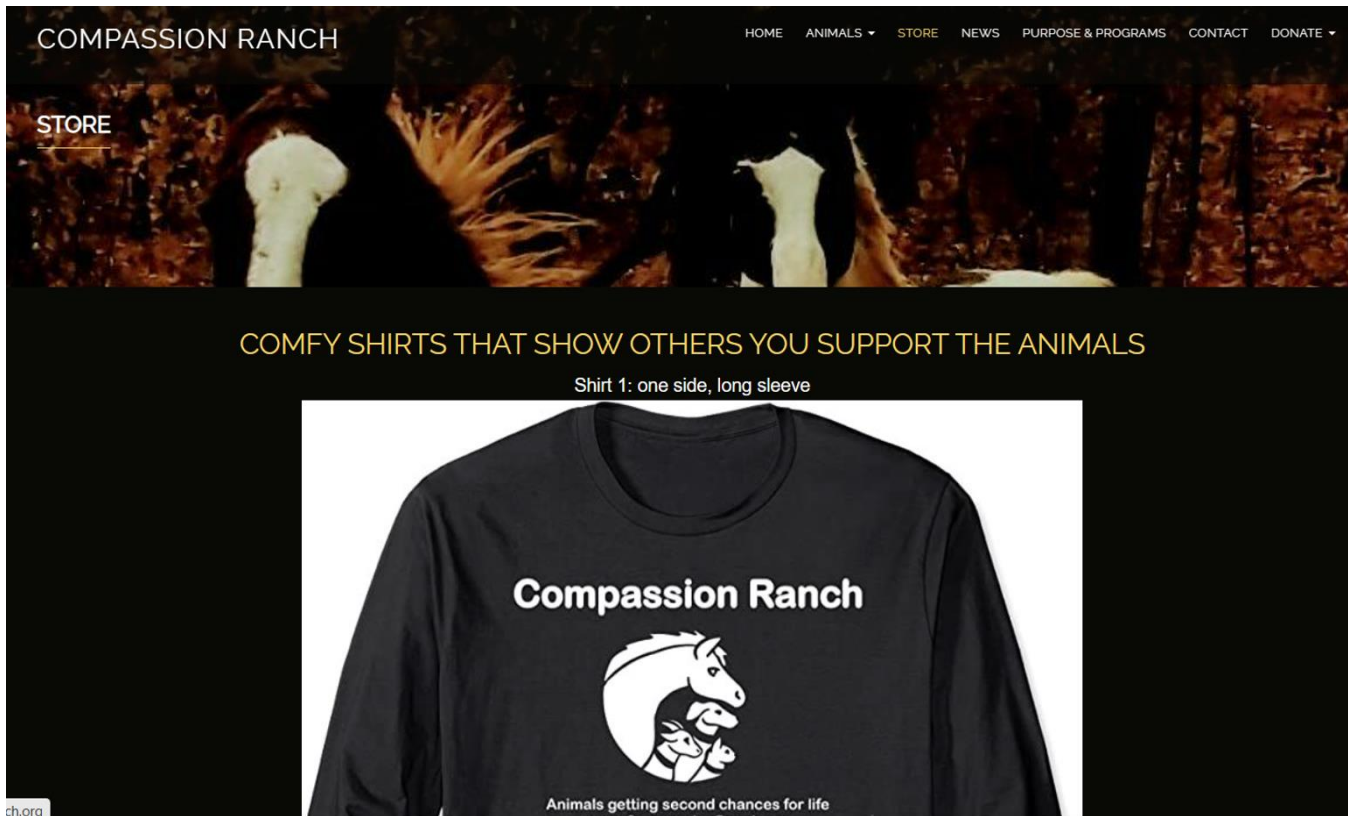 COMPASSION RANCH
HOME ANIMALS STORE NEWS PURPOSE & PROGRAMS CONTACT DONATE
STORE
COMFY SHIRTS THAT SHOW OTHERS YOU SUPPORT THE ANIMALS
Shirt 1: one side, long sleeve
Compassion Ranch
Animals getting second chances for life
ch.org